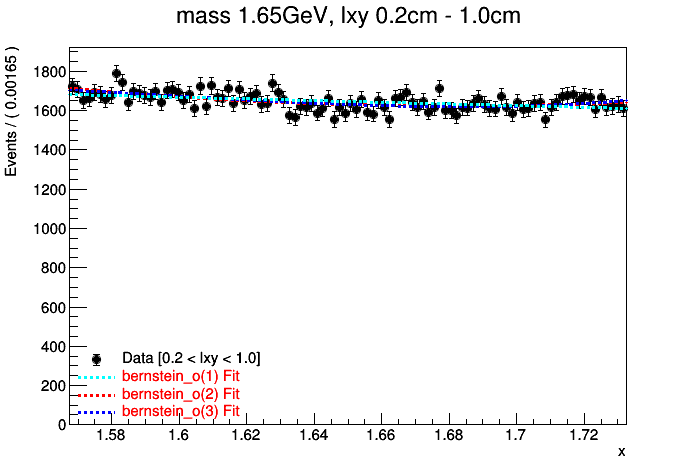 mass 1.65GeV, lxy 0.2cm - 1.0cm
Events / ( 0.00165 )
1800
1600
1400
1200
1000
800
600
400
200
0
Data [0.2 < lxy < 1.0]
bernstein_o(1) Fit
bernstein_o(2) Fit
bernstein_o(3) Fit
1.58 1.6 1.62 1.64 1.66 1.68 1.7 1.72
x